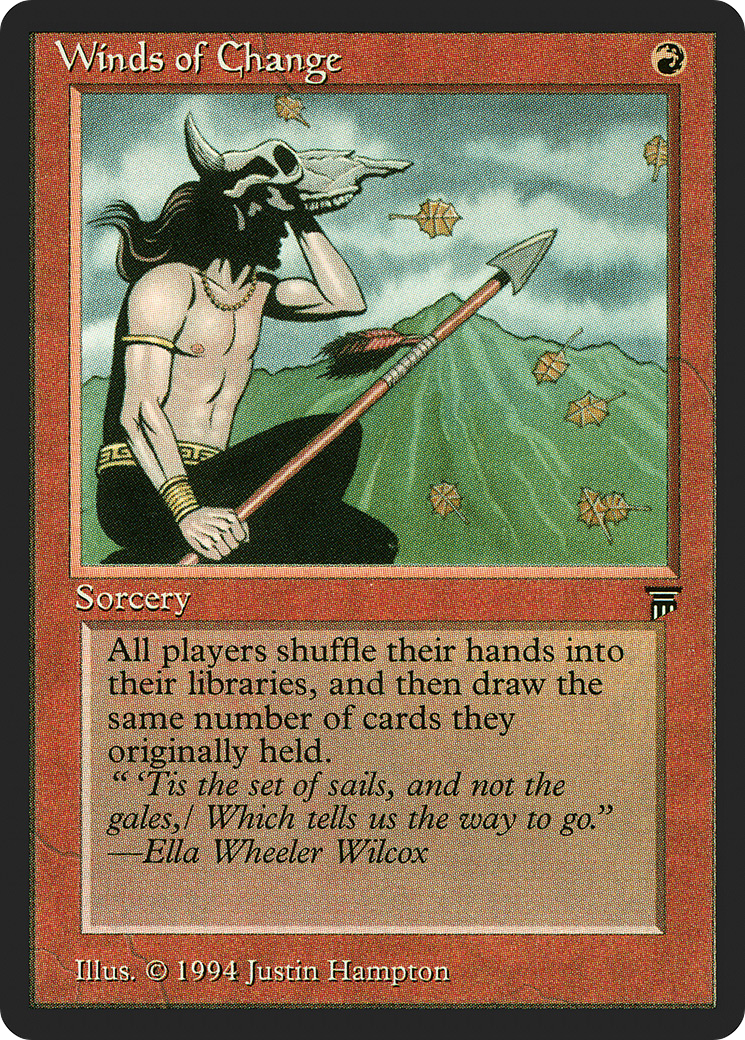 Winds of Change
Sorcery
All players shuffle their hands into
their libraries, and then draw the
same number of cards they
originally held.
“ ‘Tis the set of sails, and not the
gales,/ Which tells us the way to go.”
—Ella Wheeler Wilcox
Illus. © 1994 Justin Hampton